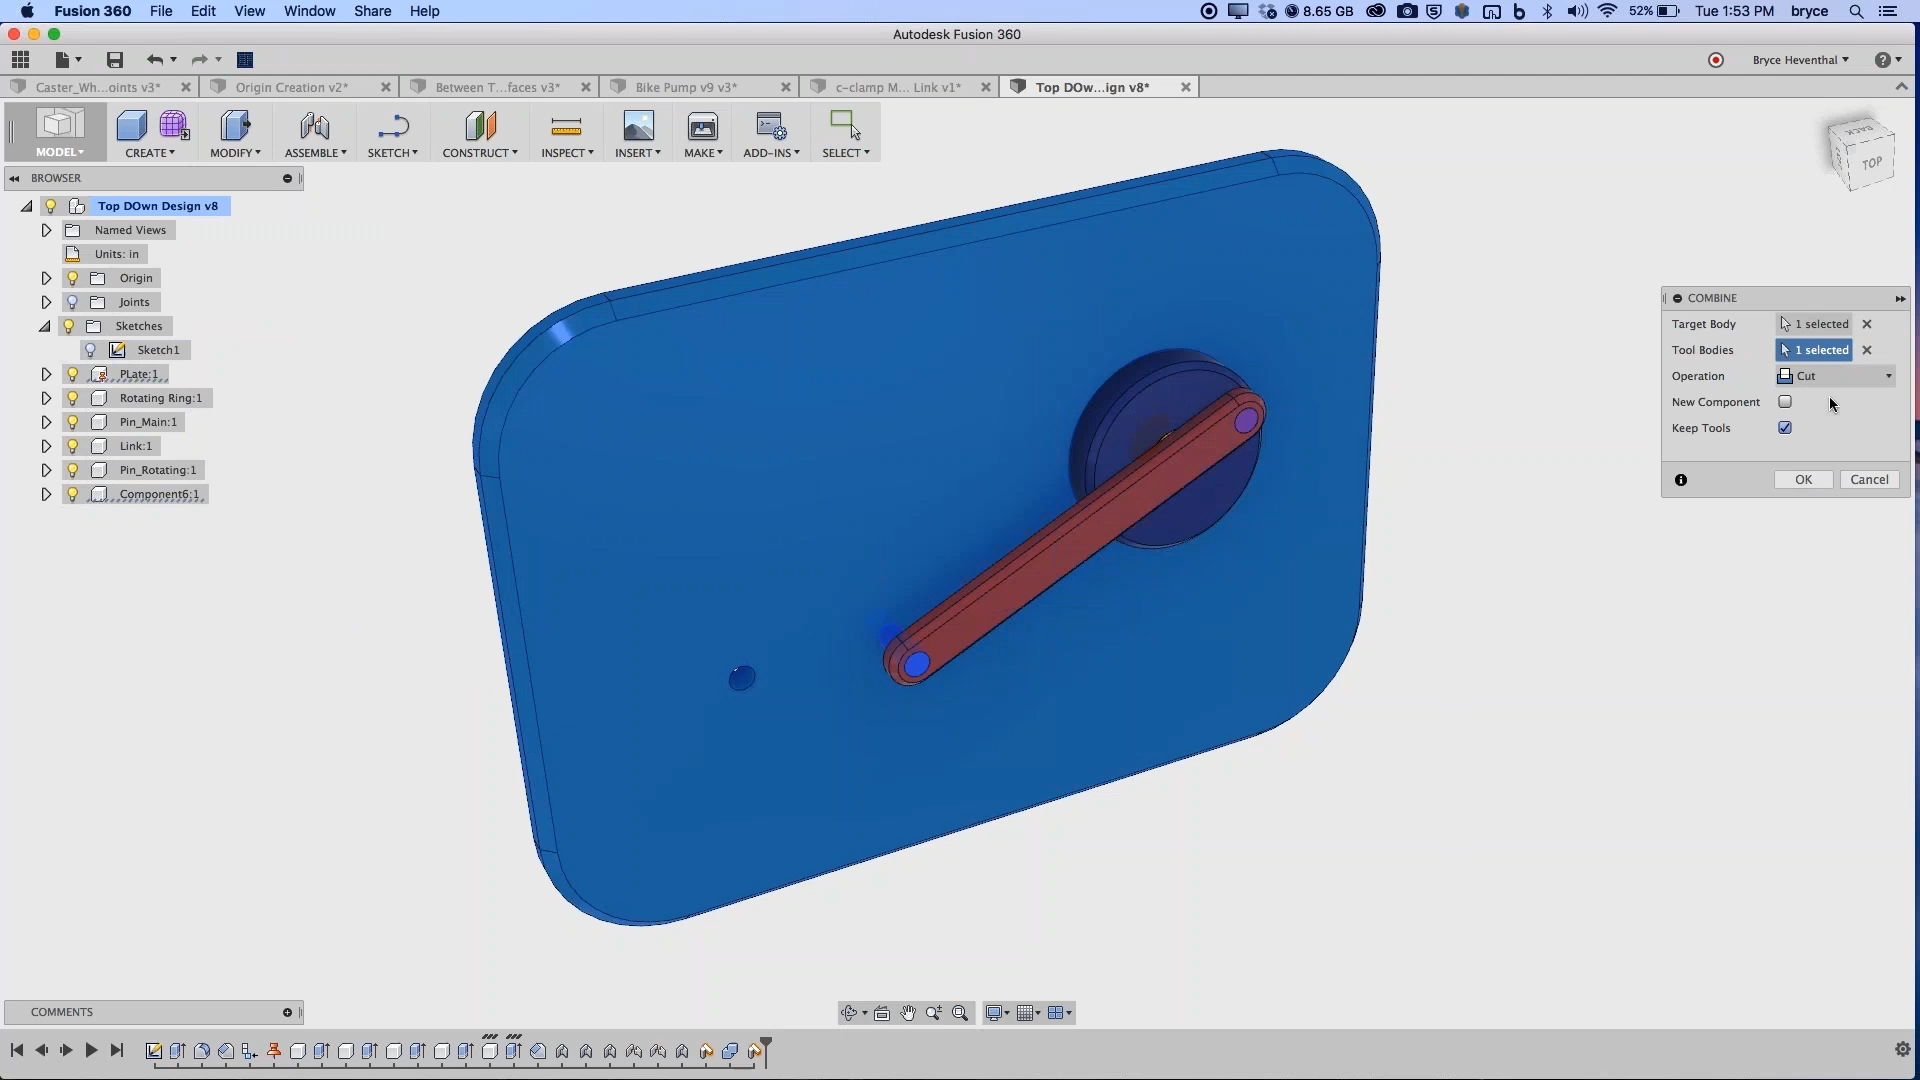 Fusion 360 File Edit View Window Share Help 8.65 GB 52% Tue 1:53 PM bryce
Autodesk Fusion 360
Bryce Heventhal
Caster_Wh...oints v3* Origin Creation v2* Between T...faces v3* Bike Pump v9 v3* c-clamp M... Link v1* Top DOw...ign v8*
MODEL CREATE MODIFY ASSEMBLE SKETCH CONSTRUCT INSPECT INSERT MAKE ADD-INS SELECT
BACK
TOP
BROWSER
Top DOwn Design v8
Named Views
Units: in
Origin
Joints
Sketches
Sketch1
PLate:1
Rotating Ring:1
Pin_Main:1
Link:1
Pin_Rotating:1
Component6:1
COMBINE
Target Body 1 selected
Tool Bodies 1 selected
Operation Cut
New Component
Keep Tools
OK Cancel
COMMENTS